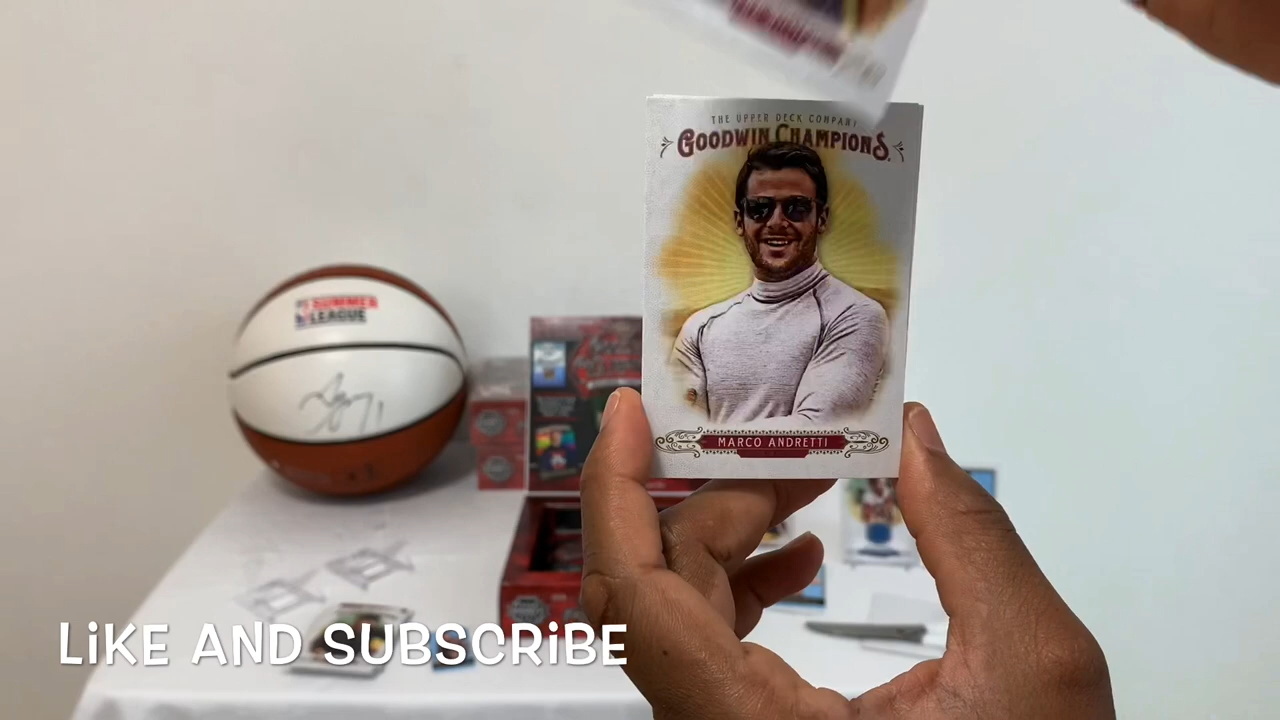 THE UPPER DECK COMPANY
GOODWIN CHAMPIONS
MARCO ANDRETTI
SUMMER
LEAGUE
LiKE AND SUBSCRiBE